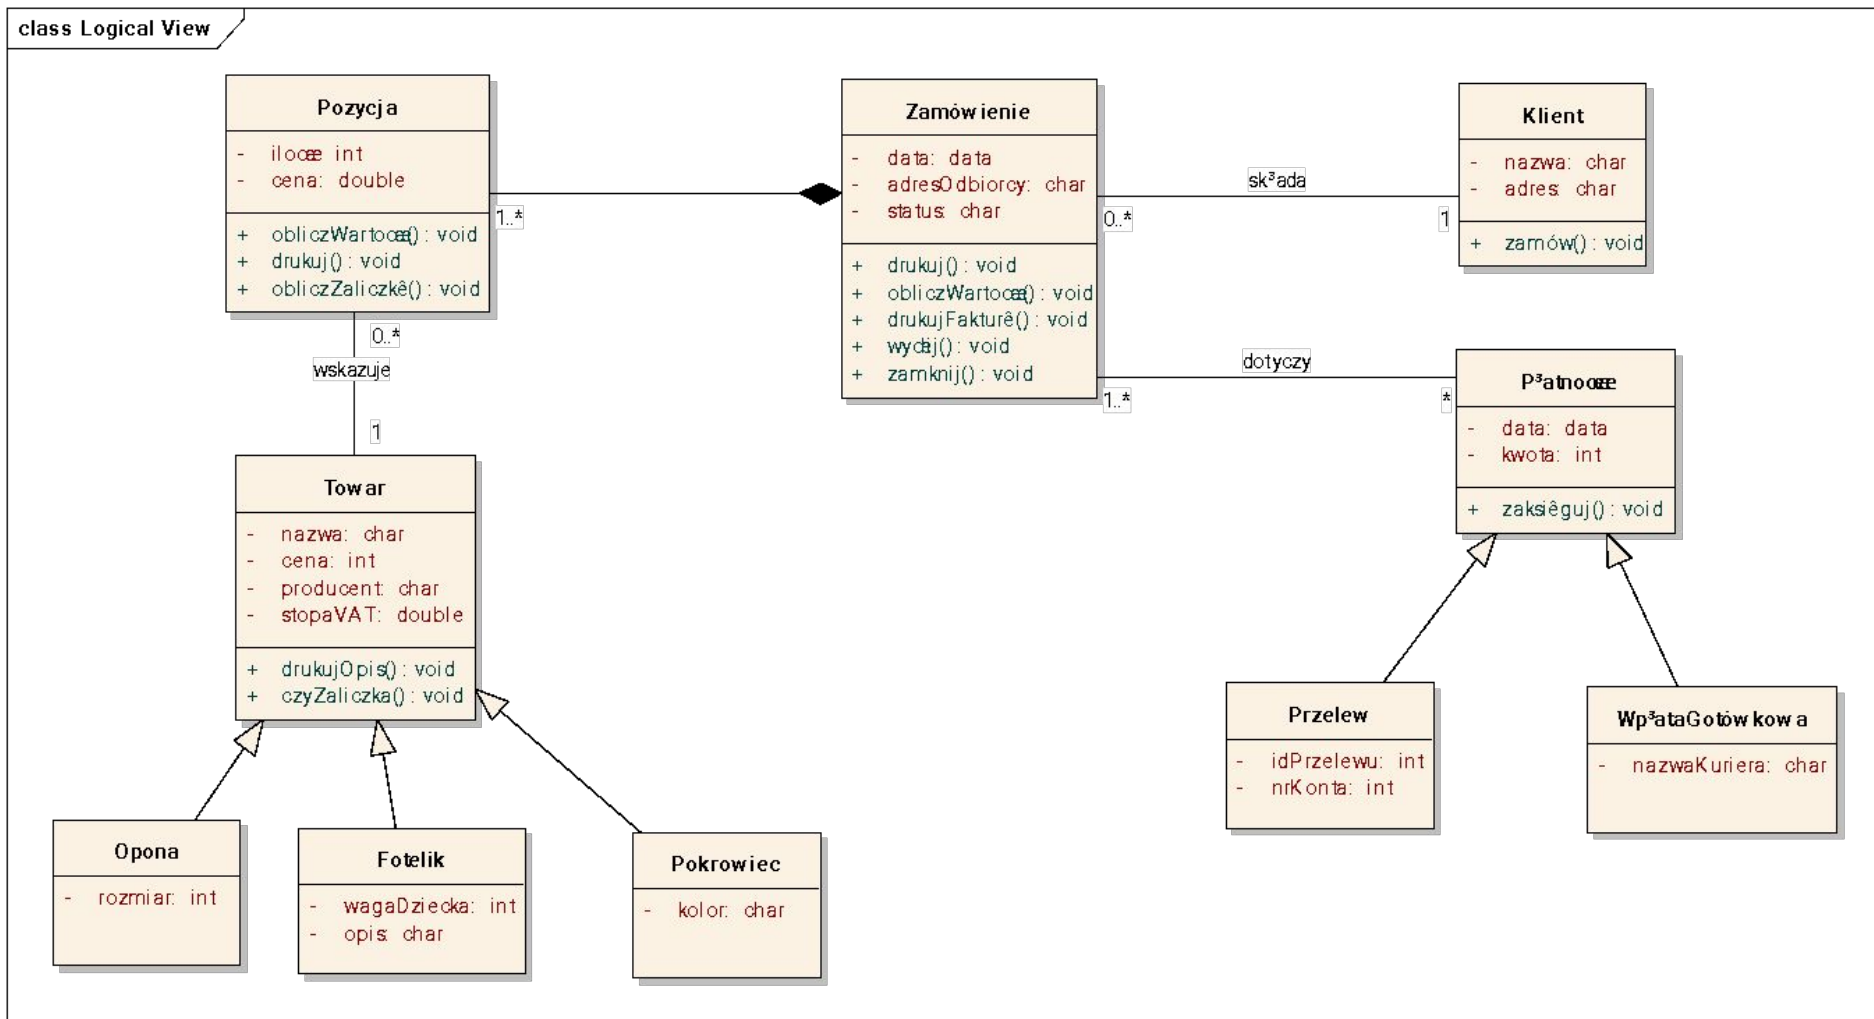 class Logical View
Pozycja
- iloœæ int
- cena: double
+ obliczWartoœæ() : void
+ drukuj() : void
+ obliczZaliczkê() : void
1..*
0..*
wskazuje
1
Zamówienie
- data: data
- adresOdbiorcy: char
- status: char
+ drukuj() : void
+ obliczWartoœæ() : void
+ drukujFakturê() : void
+ zamknij() : void
sk³ada
0..*
1
Klient
- nazwa: char
- adres: char
+ zamów() : void
dotyczy
1..*
*
P³atnoœæ
- data: data
- kwota: int
+ zaksiêguj() : void
Towar
- nazwa: char
- cena: int
- producent: char
- stopaVAT: double
+ drukujOpis() : void
+ czyZaliczka() : void
Przelew
- idPrzelewu: int
- nrKonta: int
Wp³ataGotówkowa
- nazwaKuriera: char
Opona
- rozmiar: int
Fotelik
- wagaDziecka: int
- opis: char
Pokrowiec
- kolor: char